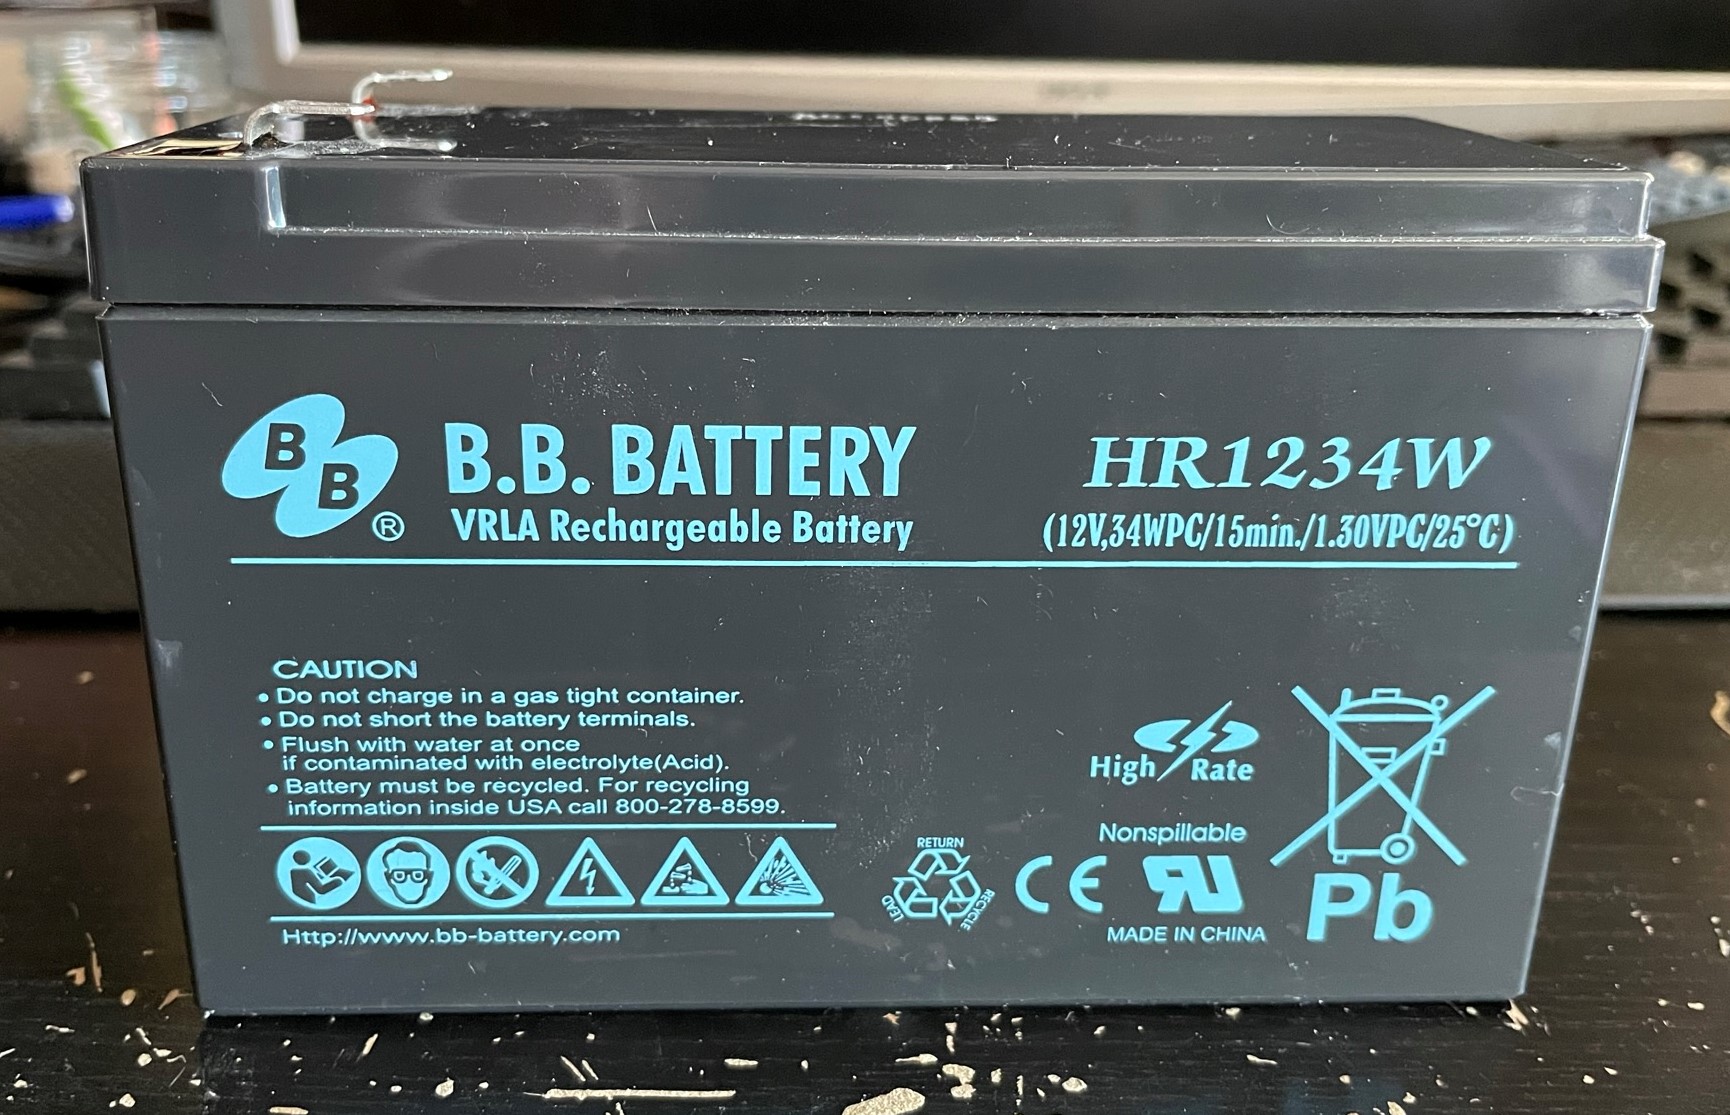 B
B
®
B.B. BATTERY
VRLA Rechargeable Battery
HR1234W
(12V,34WPC/15min./1.30VPC/25°C)
CAUTION
• Do not charge in a gas tight container.
• Do not short the battery terminals.
• Flush with water at once
if contaminated with electrolyte(Acid).
• Battery must be recycled. For recycling
information inside USA call 800-278-8599.
Http://www.bb-battery.com
High Rate
Nonspillable
RETURN
LEAD
RECYCLE
CE
RU
MADE IN CHINA
Pb